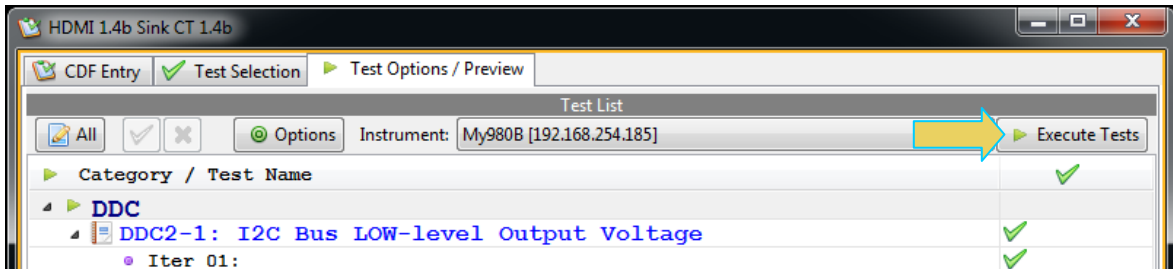 HDMI 1.4b Sink CT 1.4b
CDF Entry Test Selection Test Options / Preview
Test List
All Options Instrument: My980B [192.168.254.185] Execute Tests
Category / Test Name
DDC
DDC2-1: I2C Bus LOW-level Output Voltage
Iter 01: